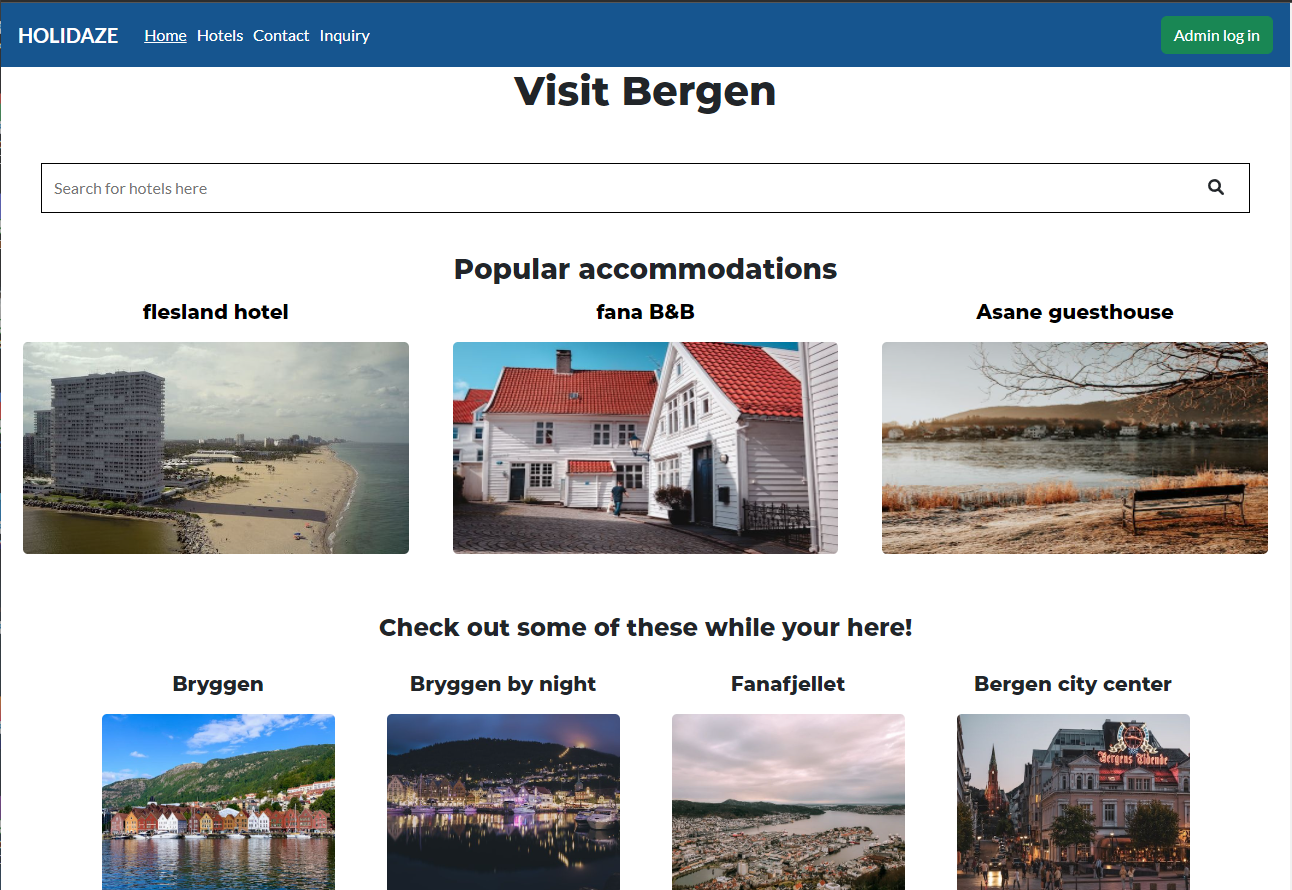 HOLIDAZE Home Hotels Contact Inquiry Admin log in
Visit Bergen
Search for hotels here
Popular accommodations
flesland hotel fana B&B Asane guesthouse
Check out some of these while your here!
Bryggen Bryggen by night Fanafjellet Bergen city center
Bergens Tidende